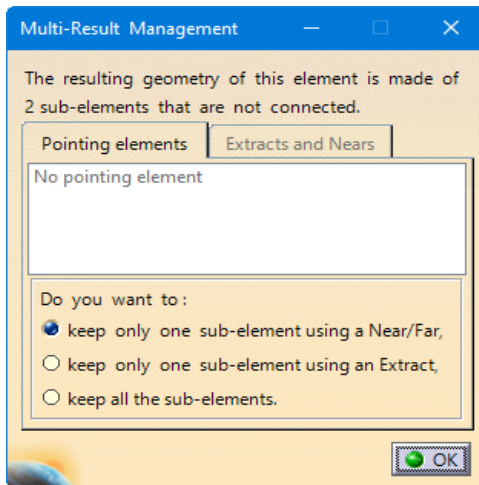 Multi-Result Management
The resulting geometry of this element is made of
2 sub-elements that are not connected.
Pointing elements
Extracts and Nears
No pointing element
Do you want to :
keep only one sub-element using a Near/Far,
keep only one sub-element using an Extract,
keep all the sub-elements.
OK